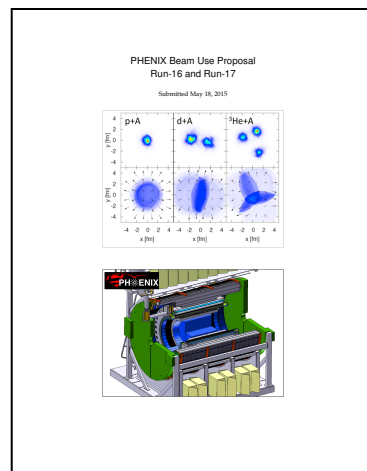 PHENIX Beam Use Proposal
Run-16 and Run-17
Submitted May 18, 2015
p+A d+A ³He+A
y [fm]
4
2
0
-2
-4
y [fm]
4
2
0
-2
-4
-4 -2 0 2 4 -4 -2 0 2 4 -4 -2 0 2 4
x [fm] x [fm] x [fm]
PHENIX